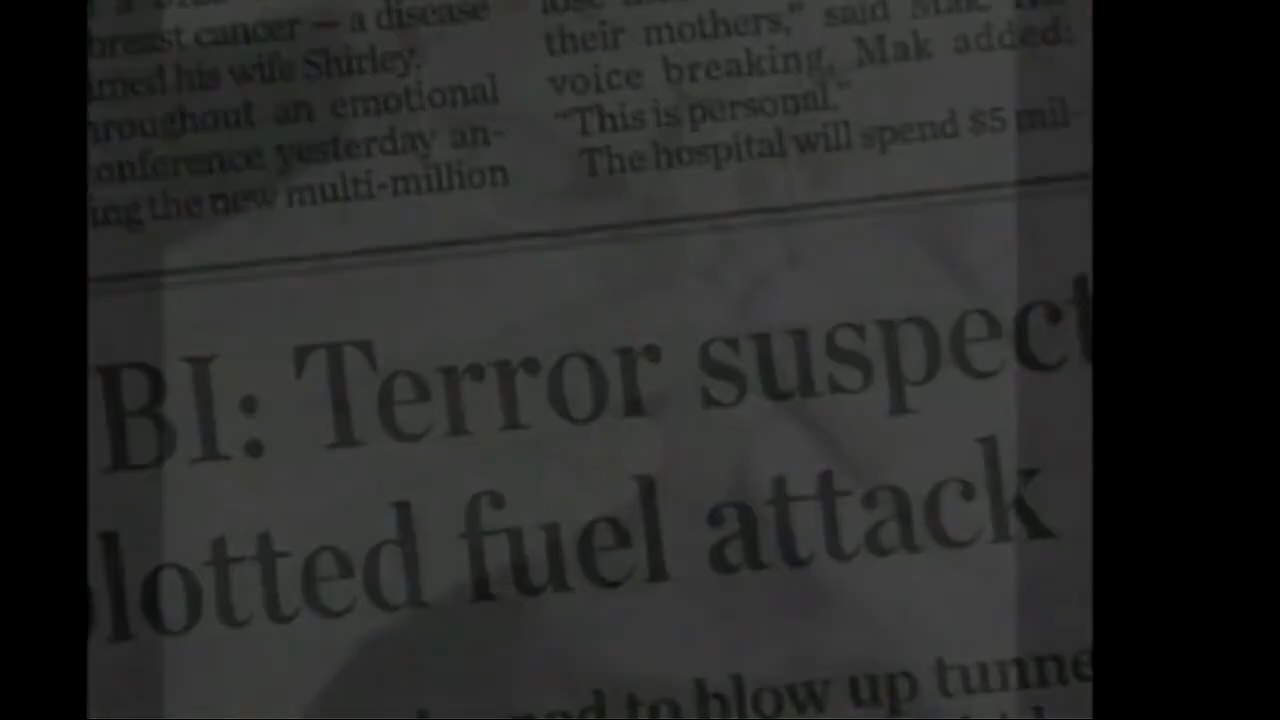 breast cancer — a disease
his wife Shirley.
an emotional
yesterday an-
ing the new multi-million
their mothers," said Mak
voice breaking, Mak added:
"This is personal."
The hospital will spend $5 mil-
BI: Terror suspect
lotted fuel attack
to blow up tunne